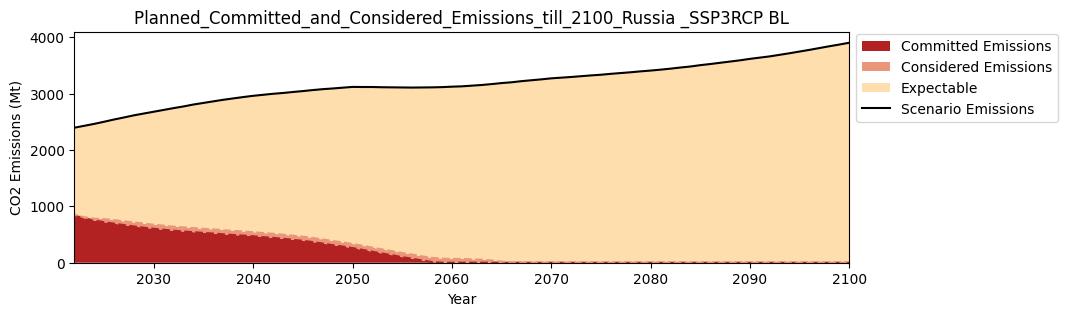 Planned_Committed_and_Considered_Emissions_till_2100_Russia _SSP3RCP BL
4000
3000
2000
1000
0
CO2 Emissions (Mt)
2030 2040 2050 2060 2070 2080 2090 2100
Year
Committed Emissions
Considered Emissions
Expectable
Scenario Emissions